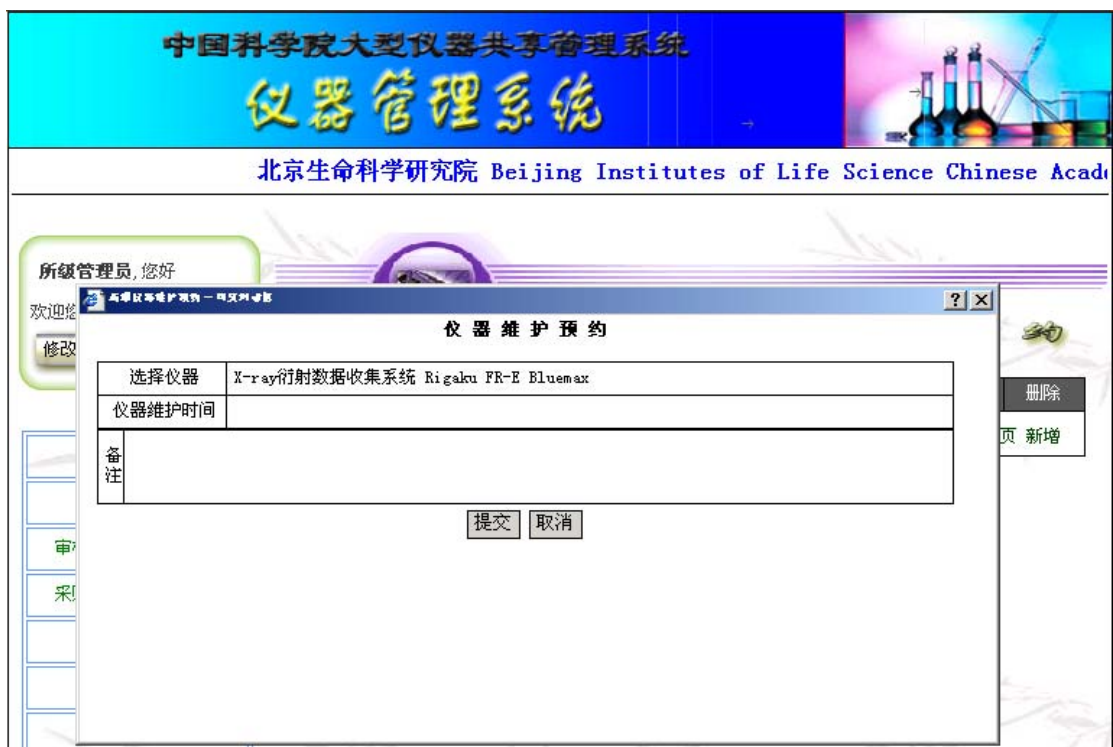 中国科学院大型仪器共享管理系统
仪器管理系统
北京生命科学研究院 Beijing Institutes of Life Science Chinese Acad
所级管理员,您好
欢迎您
修改
仪器维护预约
选择仪器 X-ray衍射数据收集系统 Rigaku FR-E Bluemax
仪器维护时间
备注
提交 取消
删除
页 新增